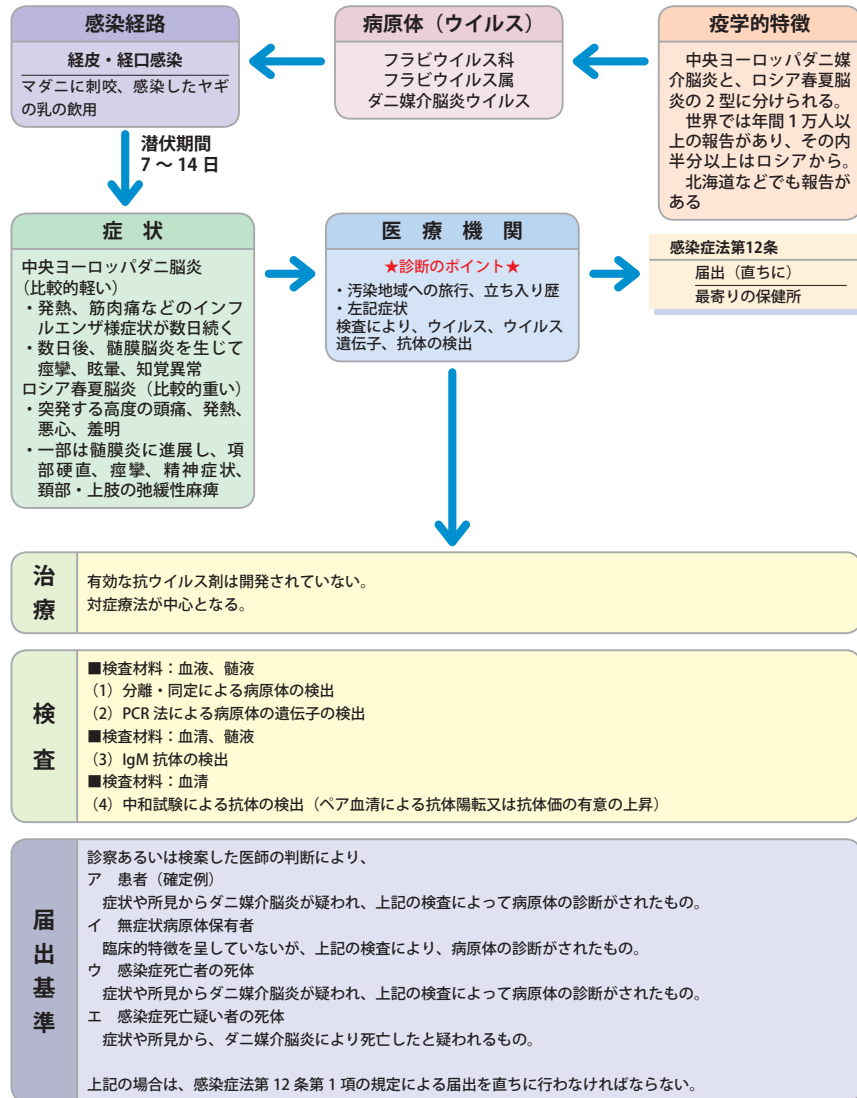 感染経路
経皮・経口感染
マダニに刺咬、感染したヤギ
の乳の飲用
病原体（ウイルス）
フラビウイルス科
フラビウイルス属
ダニ媒介脳炎ウイルス
疫学的特徴
中央ヨーロッパダニ媒
介脳炎と、ロシア春夏脳
炎の２型に分けられる。
世界では年間１万人以
上の報告があり、その内
半分以上はロシアから。
北海道などでも報告が
ある
潜伏期間
7 〜 14 日
症　状
中央ヨーロッパダニ脳炎
（比較的軽い）
・発熱、筋肉痛などのインフ
ルエンザ様症状が数日続く
・数日後、髄膜脳炎を生じて
痙攣、眩暈、知覚異常
ロシア春夏脳炎（比較的重い）
・突発する高度の頭痛、発熱、
悪心、羞明
・一部は髄膜炎に進展し、項
部硬直、痙攣、精神症状、
頚部・上肢の弛緩性麻痺
医　療　機　関
★診断のポイント★
・汚染地域への旅行、立ち入り歴
・左記症状
検査により、ウイルス、ウイルス
遺伝子、抗体の検出
感染症法第12条
届出（直ちに）
最寄りの保健所
治療
有効な抗ウイルス剤は開発されていない。
対症療法が中心となる。
検査
■検査材料：血液、髄液
（1）分離・同定による病原体の検出
（2）PCR 法による病原体の遺伝子の検出
■検査材料：血清、髄液
（3）IgM 抗体の検出
■検査材料：血清
（4）中和試験による抗体の検出（ペア血清による抗体陽転又は抗体価の有意の上昇）
届出基準
診察あるいは検案した医師の判断により、
ア　患者（確定例）
症状や所見からダニ媒介脳炎が疑われ、上記の検査によって病原体の診断がされたもの。
イ　無症状病原体保有者
臨床的特徴を呈していないが、上記の検査により、病原体の診断がされたもの。
ウ　感染症死亡者の死体
症状や所見からダニ媒介脳炎が疑われ、上記の検査によって病原体の診断がされたもの。
エ　感染症死亡疑い者の死体
症状や所見から、ダニ媒介脳炎により死亡したと疑われるもの。
上記の場合は、感染症法第 12 条第 1 項の規定による届出を直ちに行わなければならない。